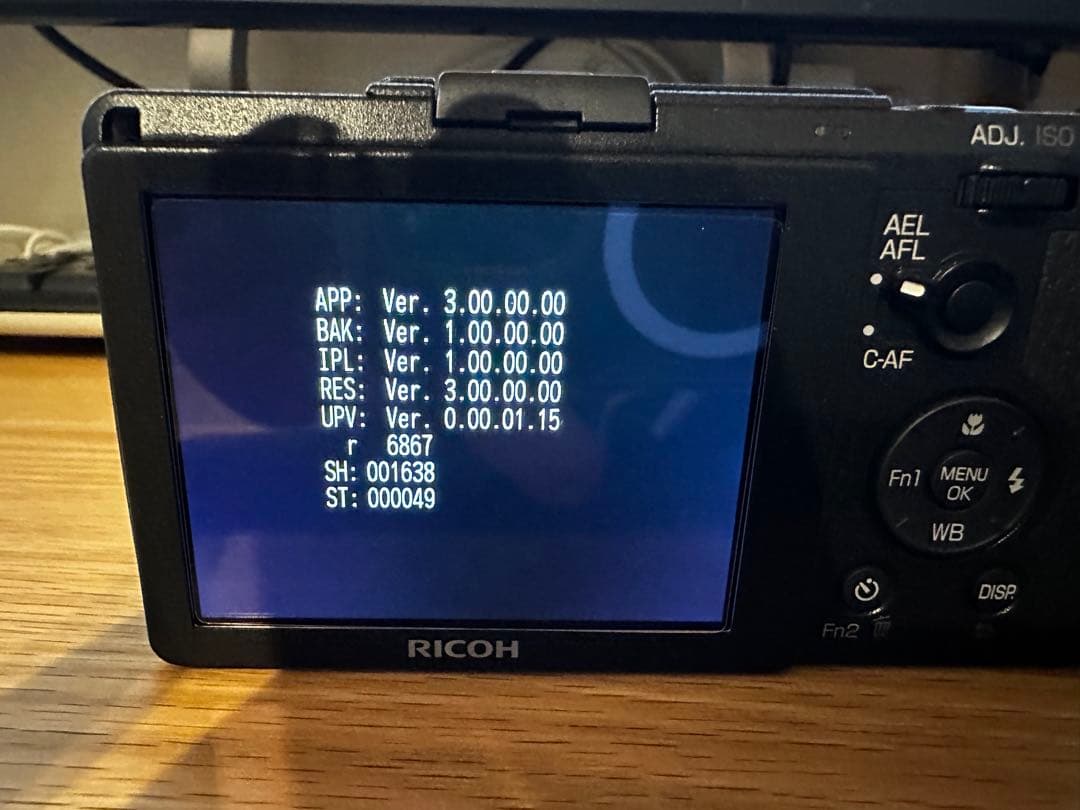 ADJ. ISO
AEL
AFL
C-AF
APP: Ver. 3.00.00.00
BAK: Ver. 1.00.00.00
IPL: Ver. 1.00.00.00
RES: Ver. 3.00.00.00
UPV: Ver. 0.00.01.15
r 6867
SH: 001638
ST: 000049
Fn1
MENU
OK
WB
DISP.
Fn2
RICOH